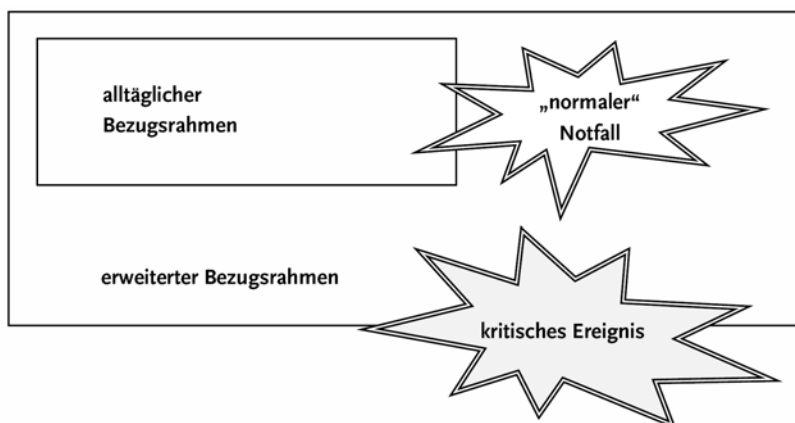 alltäglicher
Bezugsrahmen
„normaler“
Notfall
erweiterter Bezugsrahmen
kritisches Ereignis